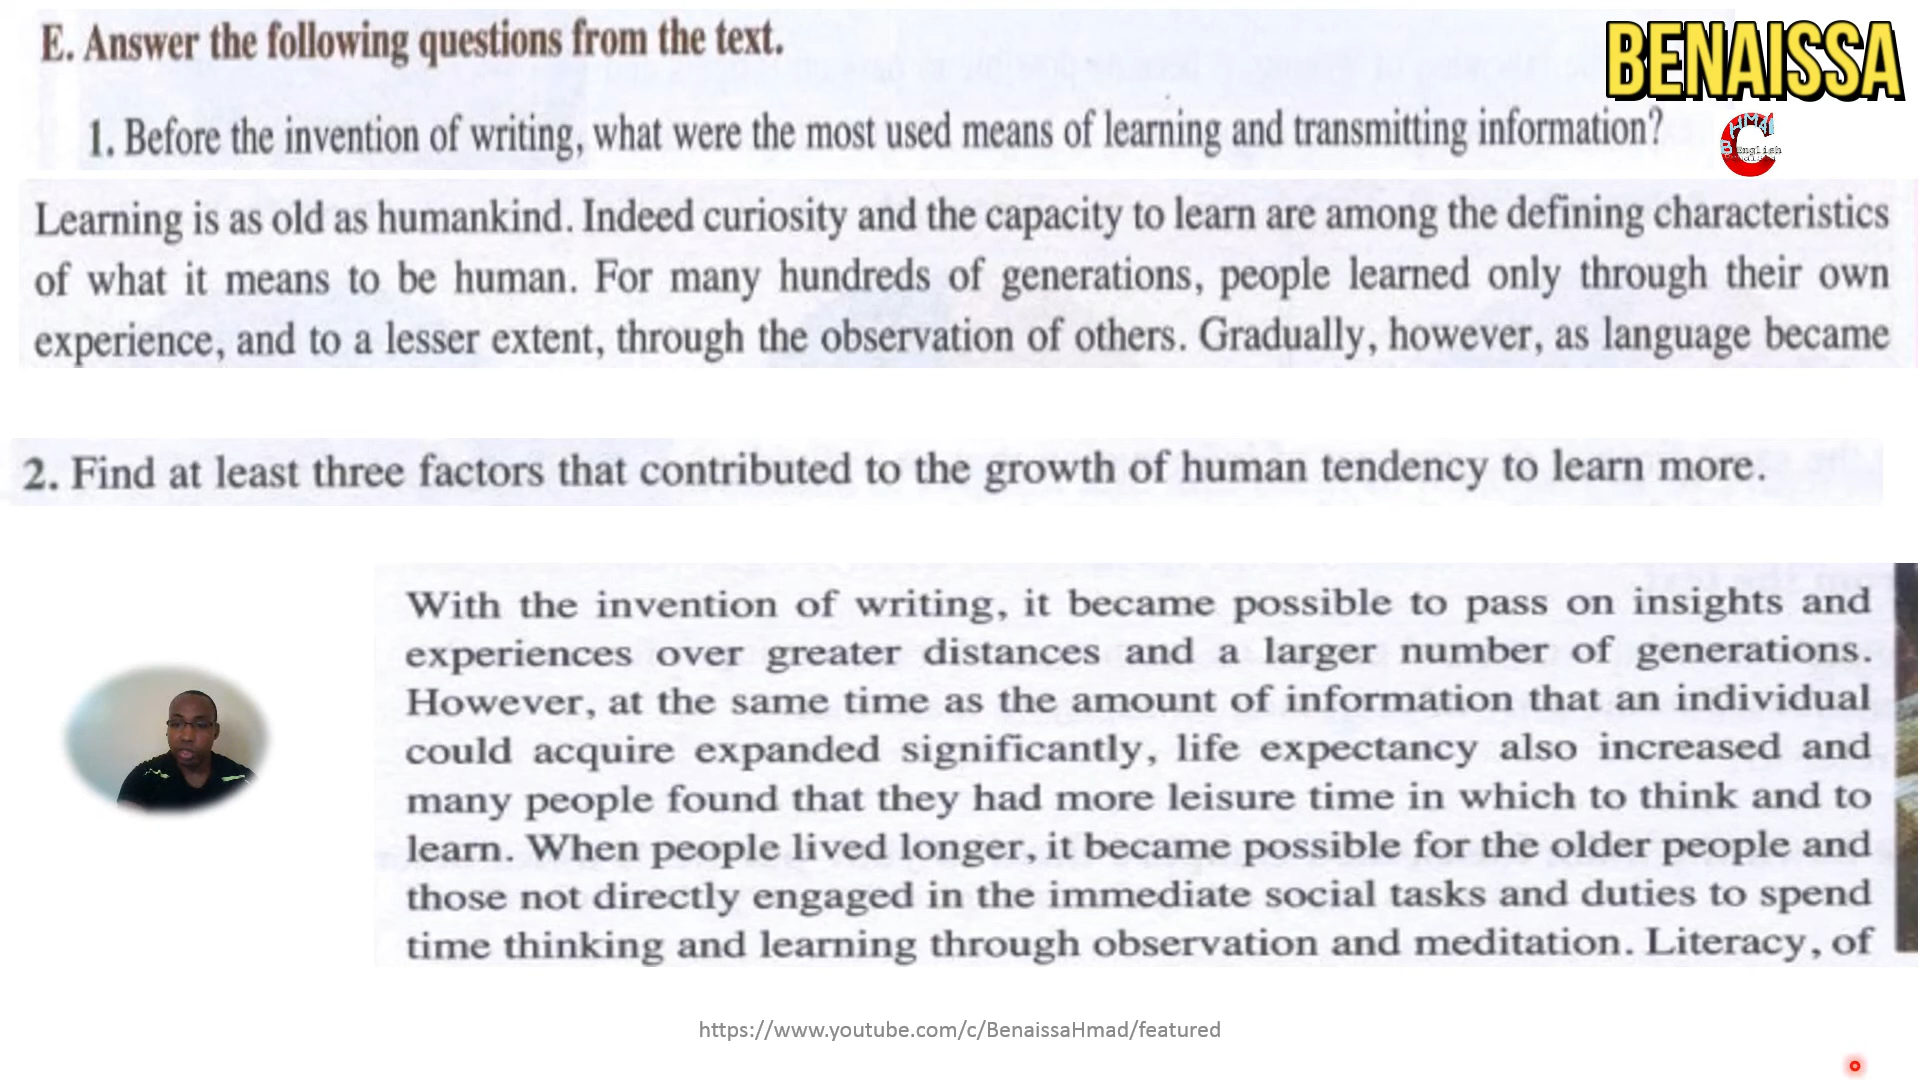 E. Answer the following questions from the text.
BENAISSA
1. Before the invention of writing, what were the most used means of learning and transmitting information?
HMAD
B English
Learning is as old as humankind. Indeed curiosity and the capacity to learn are among the defining characteristics
of what it means to be human. For many hundreds of generations, people learned only through their own
experience, and to a lesser extent, through the observation of others. Gradually, however, as language became
2. Find at least three factors that contributed to the growth of human tendency to learn more.
With the invention of writing, it became possible to pass on insights and
experiences over greater distances and a larger number of generations.
However, at the same time as the amount of information that an individual
could acquire expanded significantly, life expectancy also increased and
many people found that they had more leisure time in which to think and to
learn. When people lived longer, it became possible for the older people and
those not directly engaged in the immediate social tasks and duties to spend
time thinking and learning through observation and meditation. Literacy, of
https://www.youtube.com/c/BenaissaHmad/featured